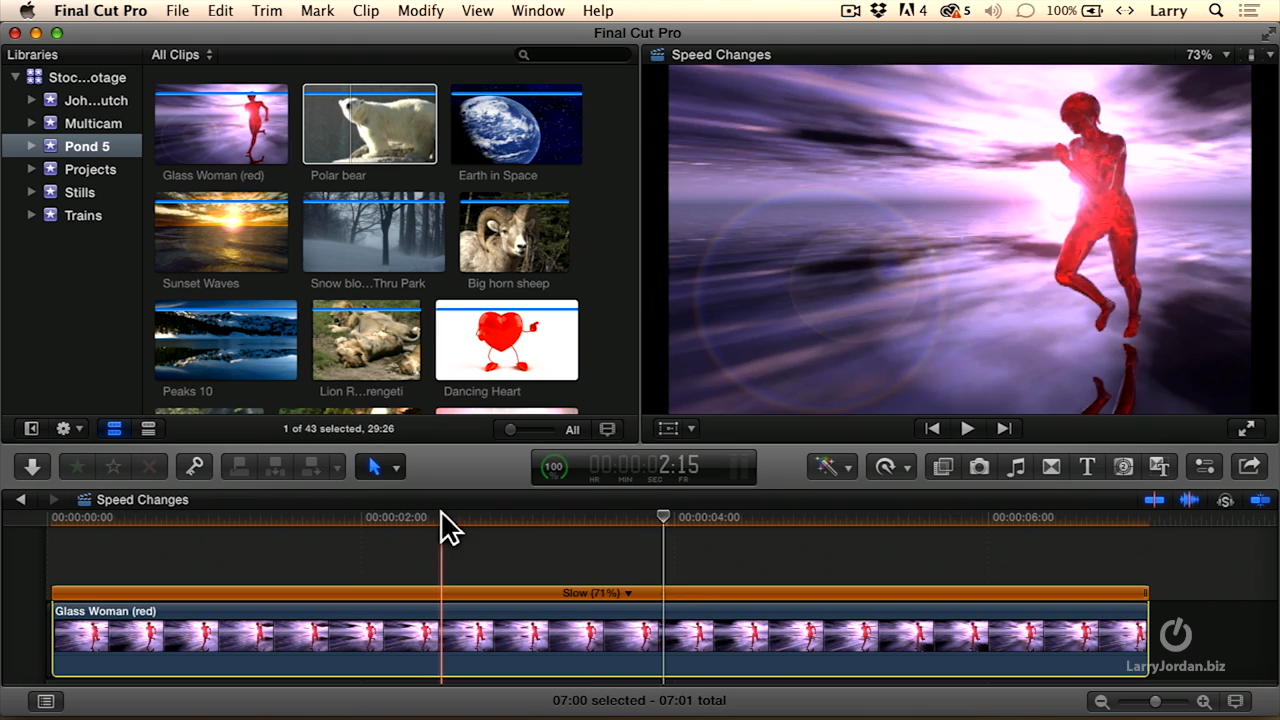 Final Cut Pro File Edit Trim Mark Clip Modify View Window Help 4 5 100% Larry
Final Cut Pro
Libraries All Clips
Speed Changes 73%
Stoc...otage
Joh...utch
Multicam
Pond 5
Projects
Stills
Trains
Glass Woman (red) Polar bear Earth in Space
Sunset Waves Snow blo...Thru Park Big horn sheep
Peaks 10 Lion R...rengeti Dancing Heart
1 of 43 selected, 29:26 All
100 % 00:00:02:15
HR MIN SEC FR
Speed Changes
00:00:00:00 00:00:02:00 00:00:04:00 00:00:06:00
Slow (71%)
Glass Woman (red)
LarryJordan.biz
07:00 selected - 07:01 total